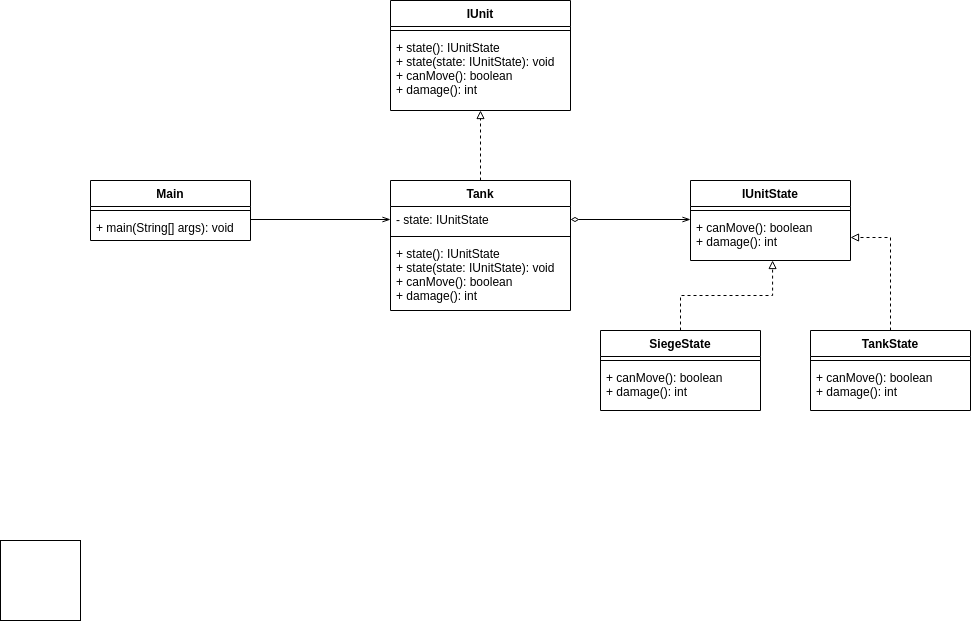 IUnit
+ state(): IUnitState
+ state(state: IUnitState): void
+ canMove(): boolean
+ damage(): int
Main
+ main(String[] args): void
Tank
- state: IUnitState
+ state(): IUnitState
+ state(state: IUnitState): void
+ canMove(): boolean
+ damage(): int
IUnitState
+ canMove(): boolean
+ damage(): int
SiegeState
+ canMove(): boolean
+ damage(): int
TankState
+ canMove(): boolean
+ damage(): int